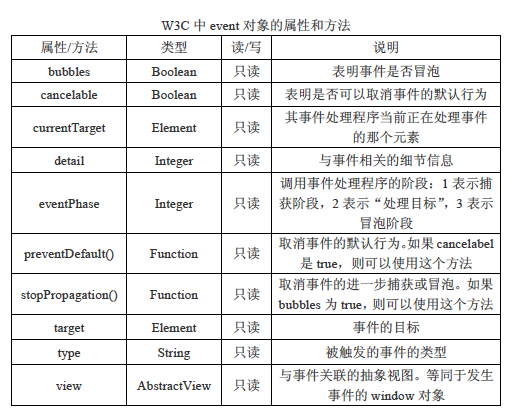 W3C 中 event 对象的属性和方法
属性/方法 类型 读/写 说明
bubbles Boolean 只读 表明事件是否冒泡
cancelable Boolean 只读 表明是否可以取消事件的默认行为
currentTarget Element 只读 其事件处理程序当前正在处理事件
的那个元素
detail Integer 只读 与事件相关的细节信息
eventPhase Integer 只读 调用事件处理程序的阶段：1 表示捕
获阶段，2 表示“处理目标”，3 表示
冒泡阶段
preventDefault() Function 只读 取消事件的默认行为。如果 cancelabel
是 true，则可以使用这个方法
stopPropagation() Function 只读 取消事件的进一步捕获或冒泡。如果
bubbles 为 true，则可以使用这个方法
target Element 只读 事件的目标
type String 只读 被触发的事件的类型
view AbstractView 只读 与事件关联的抽象视图。等同于发生
事件的 window 对象